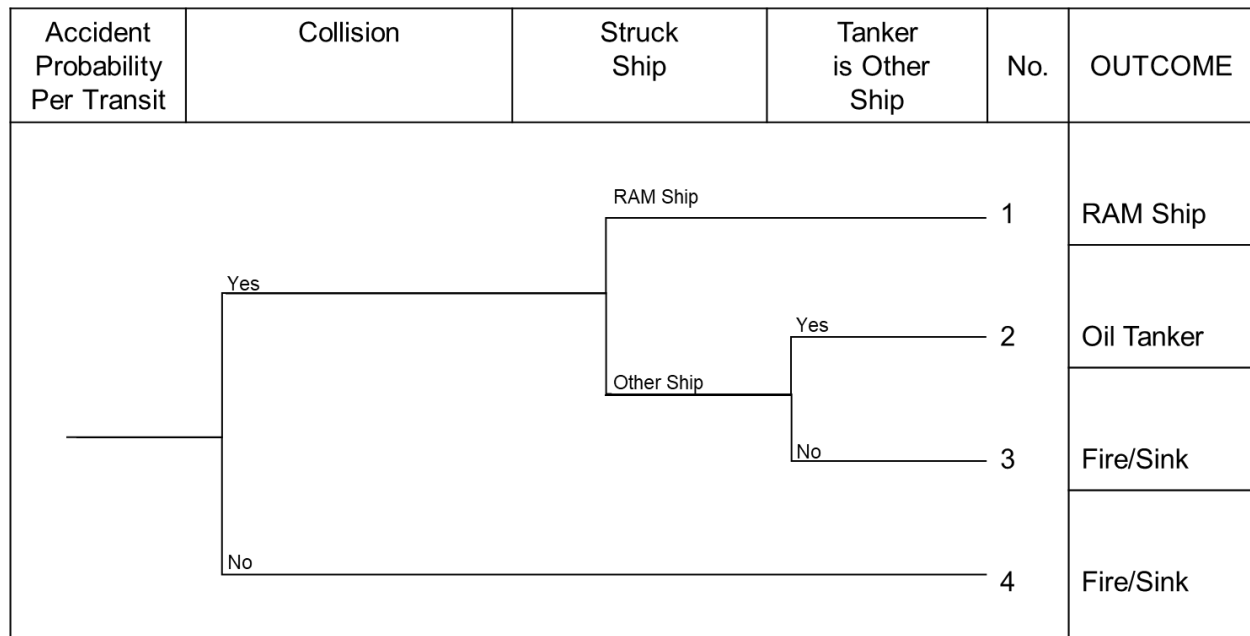 Accident
Probability
Per Transit
Collision
Struck
Ship
Tanker
is Other
Ship
No.
OUTCOME
RAM Ship
1
RAM Ship
Yes
Yes
2
Oil Tanker
Other Ship
No
3
Fire/Sink
No
4
Fire/Sink